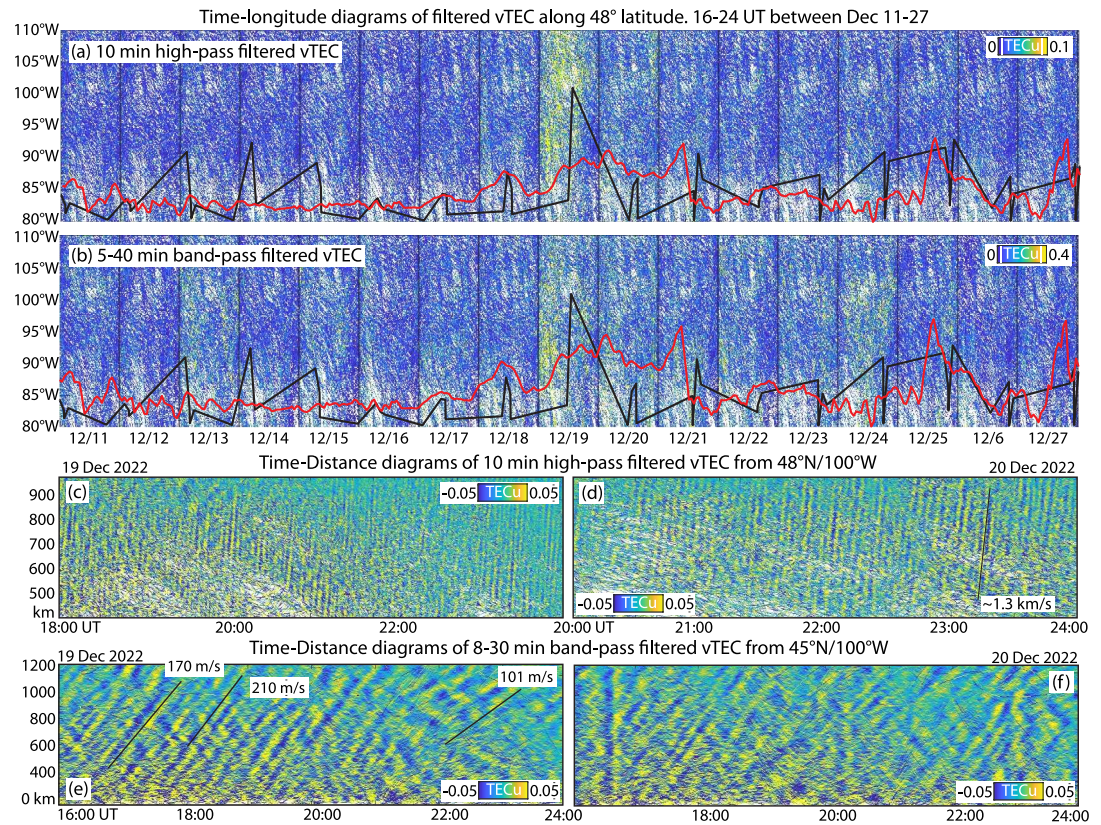 Time-longitude diagrams of filtered vTEC along 48° latitude. 16-24 UT between Dec 11-27
110°W
(a) 10 min high-pass filtered vTEC
0 TECu 0.1
105°W
100°W
95°W
90°W
85°W
80°W
110°W
(b) 5-40 min band-pass filtered vTEC
0 TECu 0.4
105°W
100°W
95°W
90°W
85°W
80°W
12/11 12/12 12/13 12/14 12/15 12/16 12/17 12/18 12/19 12/20 12/21 12/22 12/23 12/24 12/25 12/6 12/27
19 Dec 2022 Time-Distance diagrams of 10 min high-pass filtered vTEC from 48°N/100°W 20 Dec 2022
900 (c) -0.05 TECu 0.05 (d)
800
700
600
500
km -0.05 TECu 0.05 ~1.3 km/s
18:00 UT 20:00 22:00 20:00 UT 21:00 22:00 23:00 24:00
Time-Distance diagrams of 8-30 min band-pass filtered vTEC from 45°N/100°W
19 Dec 2022 20 Dec 2022
1200 170 m/s 101 m/s (f)
1000 210 m/s
800
600
400
(e) -0.05 TECu 0.05 -0.05 TECu 0.05
0 km
16:00 UT 18:00 20:00 22:00 24:00 18:00 20:00 22:00 24:00